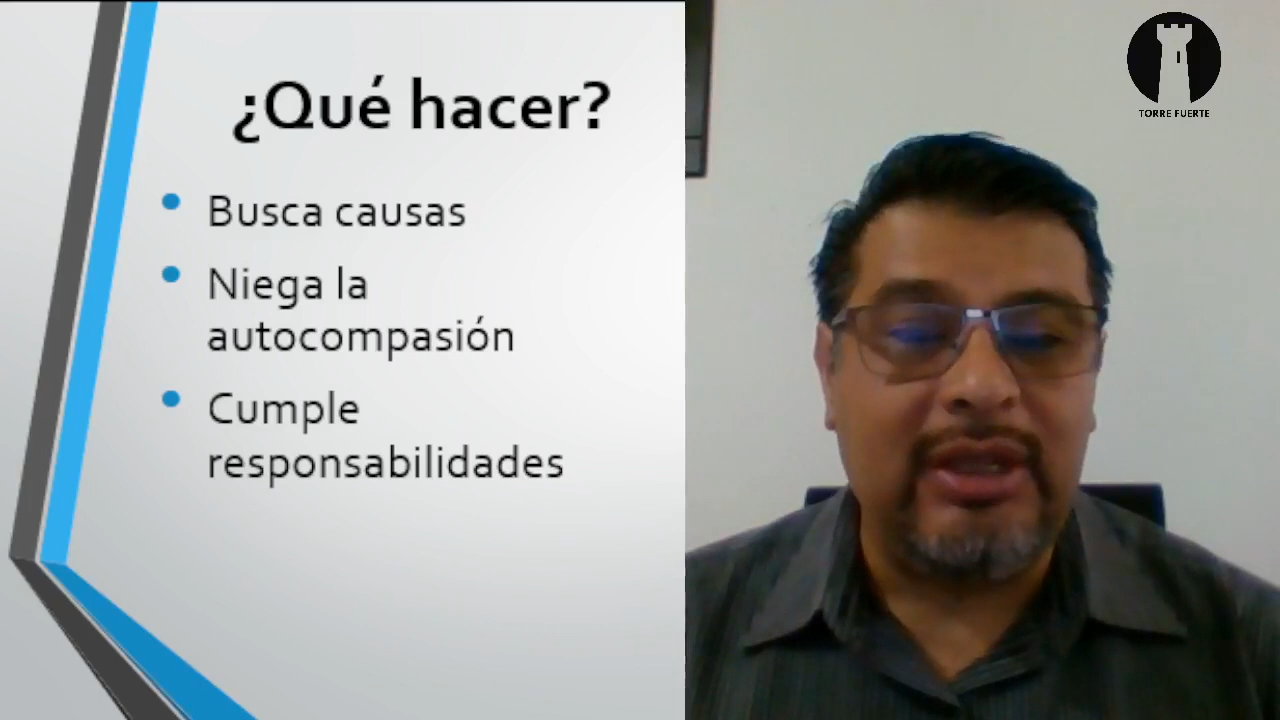 ¿Qué hacer?
Busca causas
Niega la
autocompasión
Cumple
responsabilidades
TORRE FUERTE